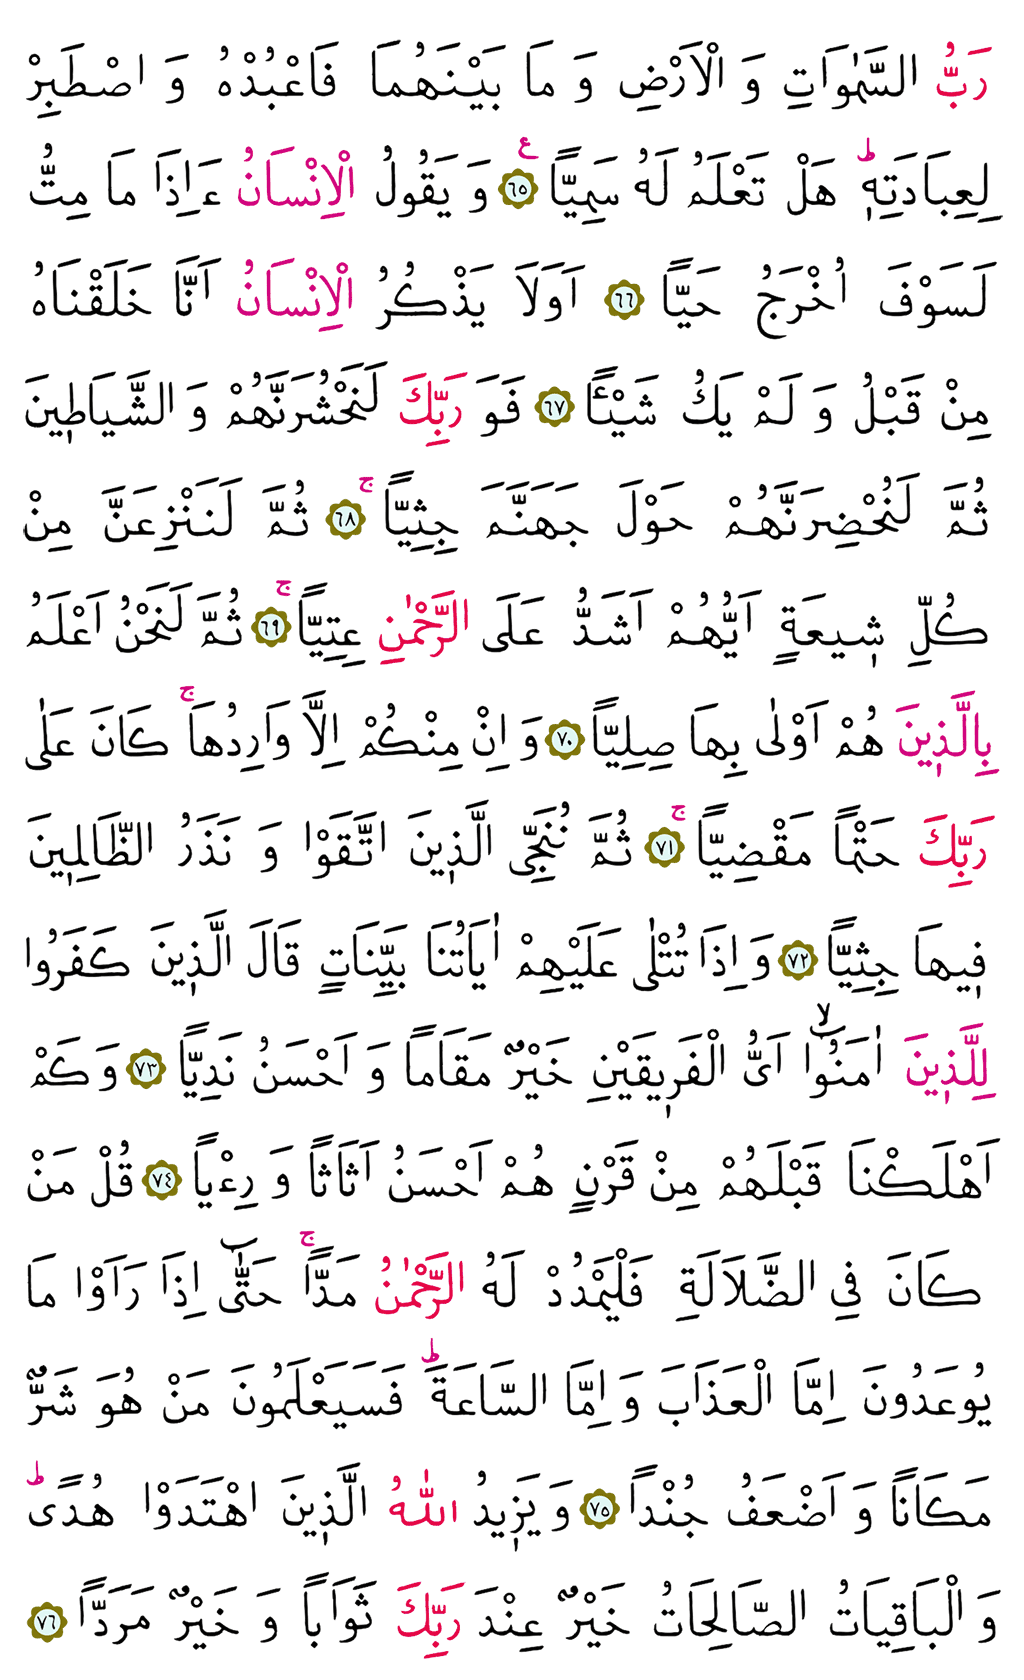 رَبُّ السَّمٰوَاتِ وَ الْاَرْضِ وَ مَا بَيْنَهُمَا فَاعْبُدْهُ وَ اصْطَبِرْ
لِعِبَادَتِهٖۜ هَلْ تَعْلَمُ لَهُ سَمِيًّا ﴿٦٥﴾ ع وَ يَقُولُ الْاِنْسَانُ ءَاِذَا مَا مِتُّ
لَسَوْفَ اُخْرَجُ حَيًّا ﴿٦٦﴾ اَوَلَا يَذْكُرُ الْاِنْسَانُ اَنَّا خَلَقْنَاهُ
مِنْ قَبْلُ وَ لَمْ يَكُ شَيْـًٔا ﴿٦٧﴾ فَوَ رَبِّكَ لَنَحْشُرَنَّهُمْ وَ الشَّيَاطٖينَ
ثُمَّ لَنُحْضِرَنَّهُمْ حَوْلَ جَهَنَّمَ جِثِيًّاۚ ﴿٦٨﴾ ثُمَّ لَنَنْزِعَنَّ مِنْ
كُلِّ شٖيعَةٍ اَيُّهُمْ اَشَدُّ عَلَى الرَّحْمٰنِ عِتِيًّاۚ ﴿٦٩﴾ ثُمَّ لَنَحْنُ اَعْلَمُ
بِالَّذٖينَ هُمْ اَوْلٰى بِهَا صِلِيًّا ﴿٧٠﴾ وَ اِنْ مِنْكُمْ اِلَّا وَارِدُهَاۚ كَانَ عَلٰى
رَبِّكَ حَتْمًا مَقْضِيًّاۚ ﴿٧١﴾ ثُمَّ نُنَجِّى الَّذٖينَ اتَّقَوْا وَ نَذَرُ الظَّالِمٖينَ
فٖيهَا جِثِيًّا ﴿٧٢﴾ وَ اِذَا تُتْلٰى عَلَيْهِمْ اٰيَاتُنَا بَيِّنَاتٍ قَالَ الَّذٖينَ كَفَرُوا
لِلَّذٖينَ اٰمَنُٓواۙ اَىُّ الْفَرٖيقَيْنِ خَيْرٌ مَقَامًا وَ اَحْسَنُ نَدِيًّا ﴿٧٣﴾ وَ كَمْ
اَهْلَكْنَا قَبْلَهُمْ مِنْ قَرْنٍ هُمْ اَحْسَنُ اَثَاثًا وَ رِءْيًا ﴿٧٤﴾ قُلْ مَنْ
كَانَ فِى الضَّلَالَةِ فَلْيَمْدُدْ لَهُ الرَّحْمٰنُ مَدًّاۚ حَتّٰٓى اِذَا رَاَوْا مَا
يُوعَدُونَ اِمَّا الْعَذَابَ وَ اِمَّا السَّاعَةَۜ فَسَيَعْلَمُونَ مَنْ هُوَ شَرٌّ
مَكَانًا وَ اَضْعَفُ جُنْدًا ﴿٧٥﴾ وَ يَزٖيدُ اللّٰهُ الَّذٖينَ اهْتَدَوْا هُدًىۜ
وَ الْبَاقِيَاتُ الصَّالِحَاتُ خَيْرٌ عِنْدَ رَبِّكَ ثَوَابًا وَ خَيْرٌ مَرَدًّا ﴿٧٦﴾